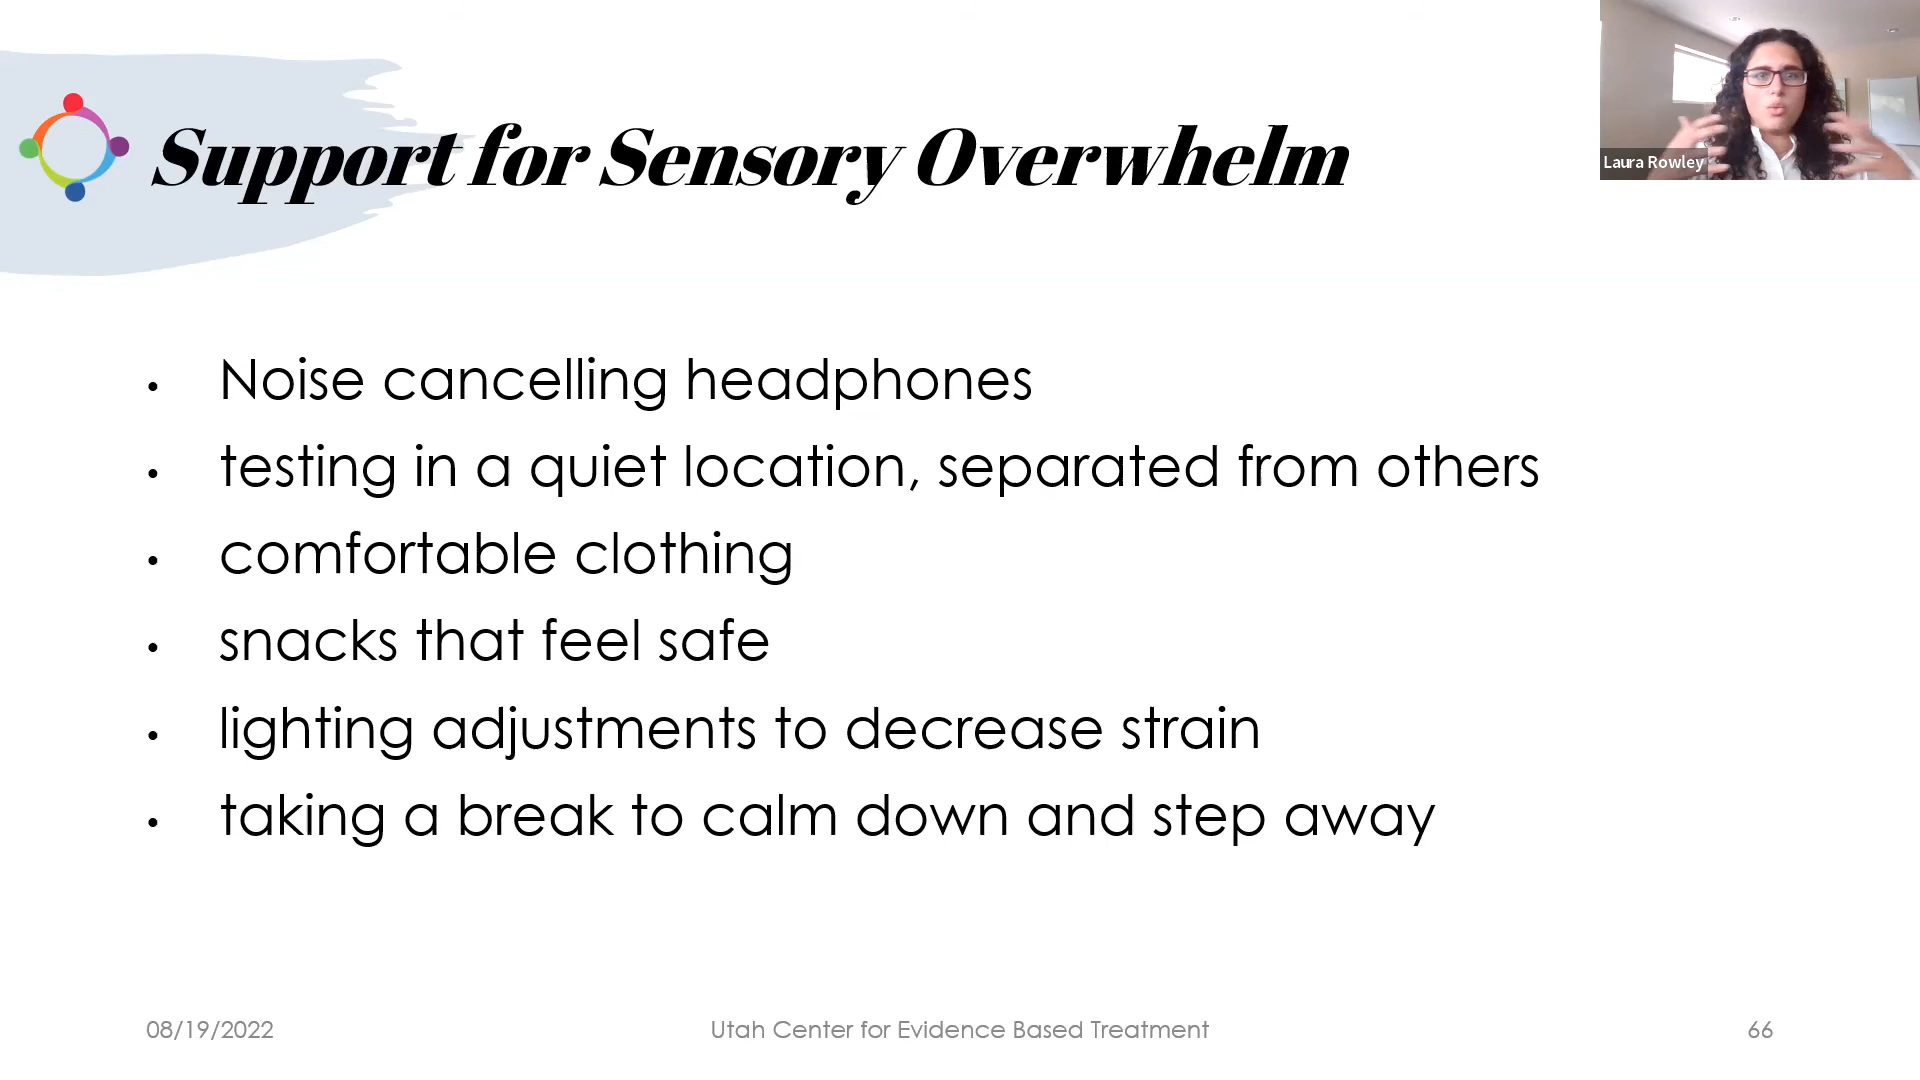 Support for Sensory Overwhelm
Laura Rowley
• Noise cancelling headphones
• testing in a quiet location, separated from others
• comfortable clothing
• snacks that feel safe
• lighting adjustments to decrease strain
• taking a break to calm down and step away
08/19/2022
Utah Center for Evidence Based Treatment
66